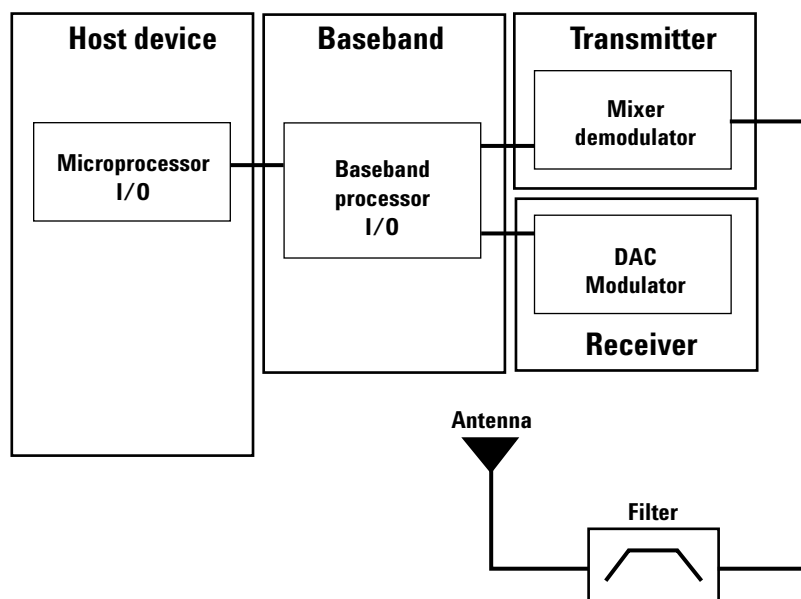 Host device
Baseband
Transmitter
Microprocessor
I/O
Baseband
processor
I/O
Mixer
demodulator
DAC
Modulator
Receiver
Antenna
Filter